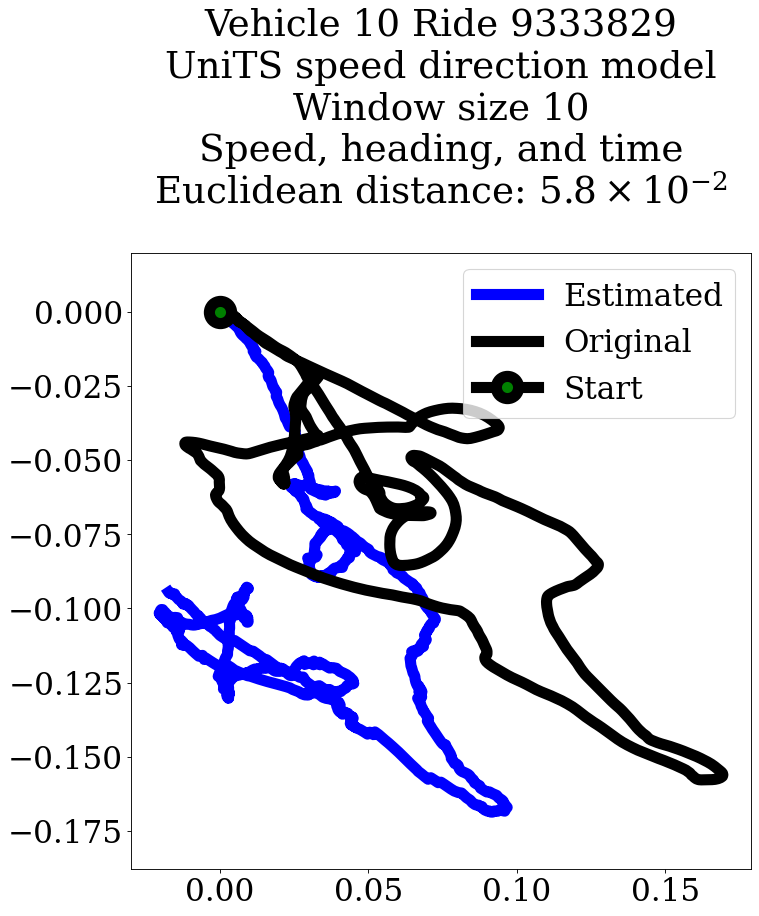 Vehicle 10 Ride 9333829
UniTS speed direction model
Window size 10
Speed, heading, and time
Euclidean distance: 5.8 × 10⁻²
Estimated
Original
Start
0.000
−0.025
−0.050
−0.075
−0.100
−0.125
−0.150
−0.175
0.00 0.05 0.10 0.15